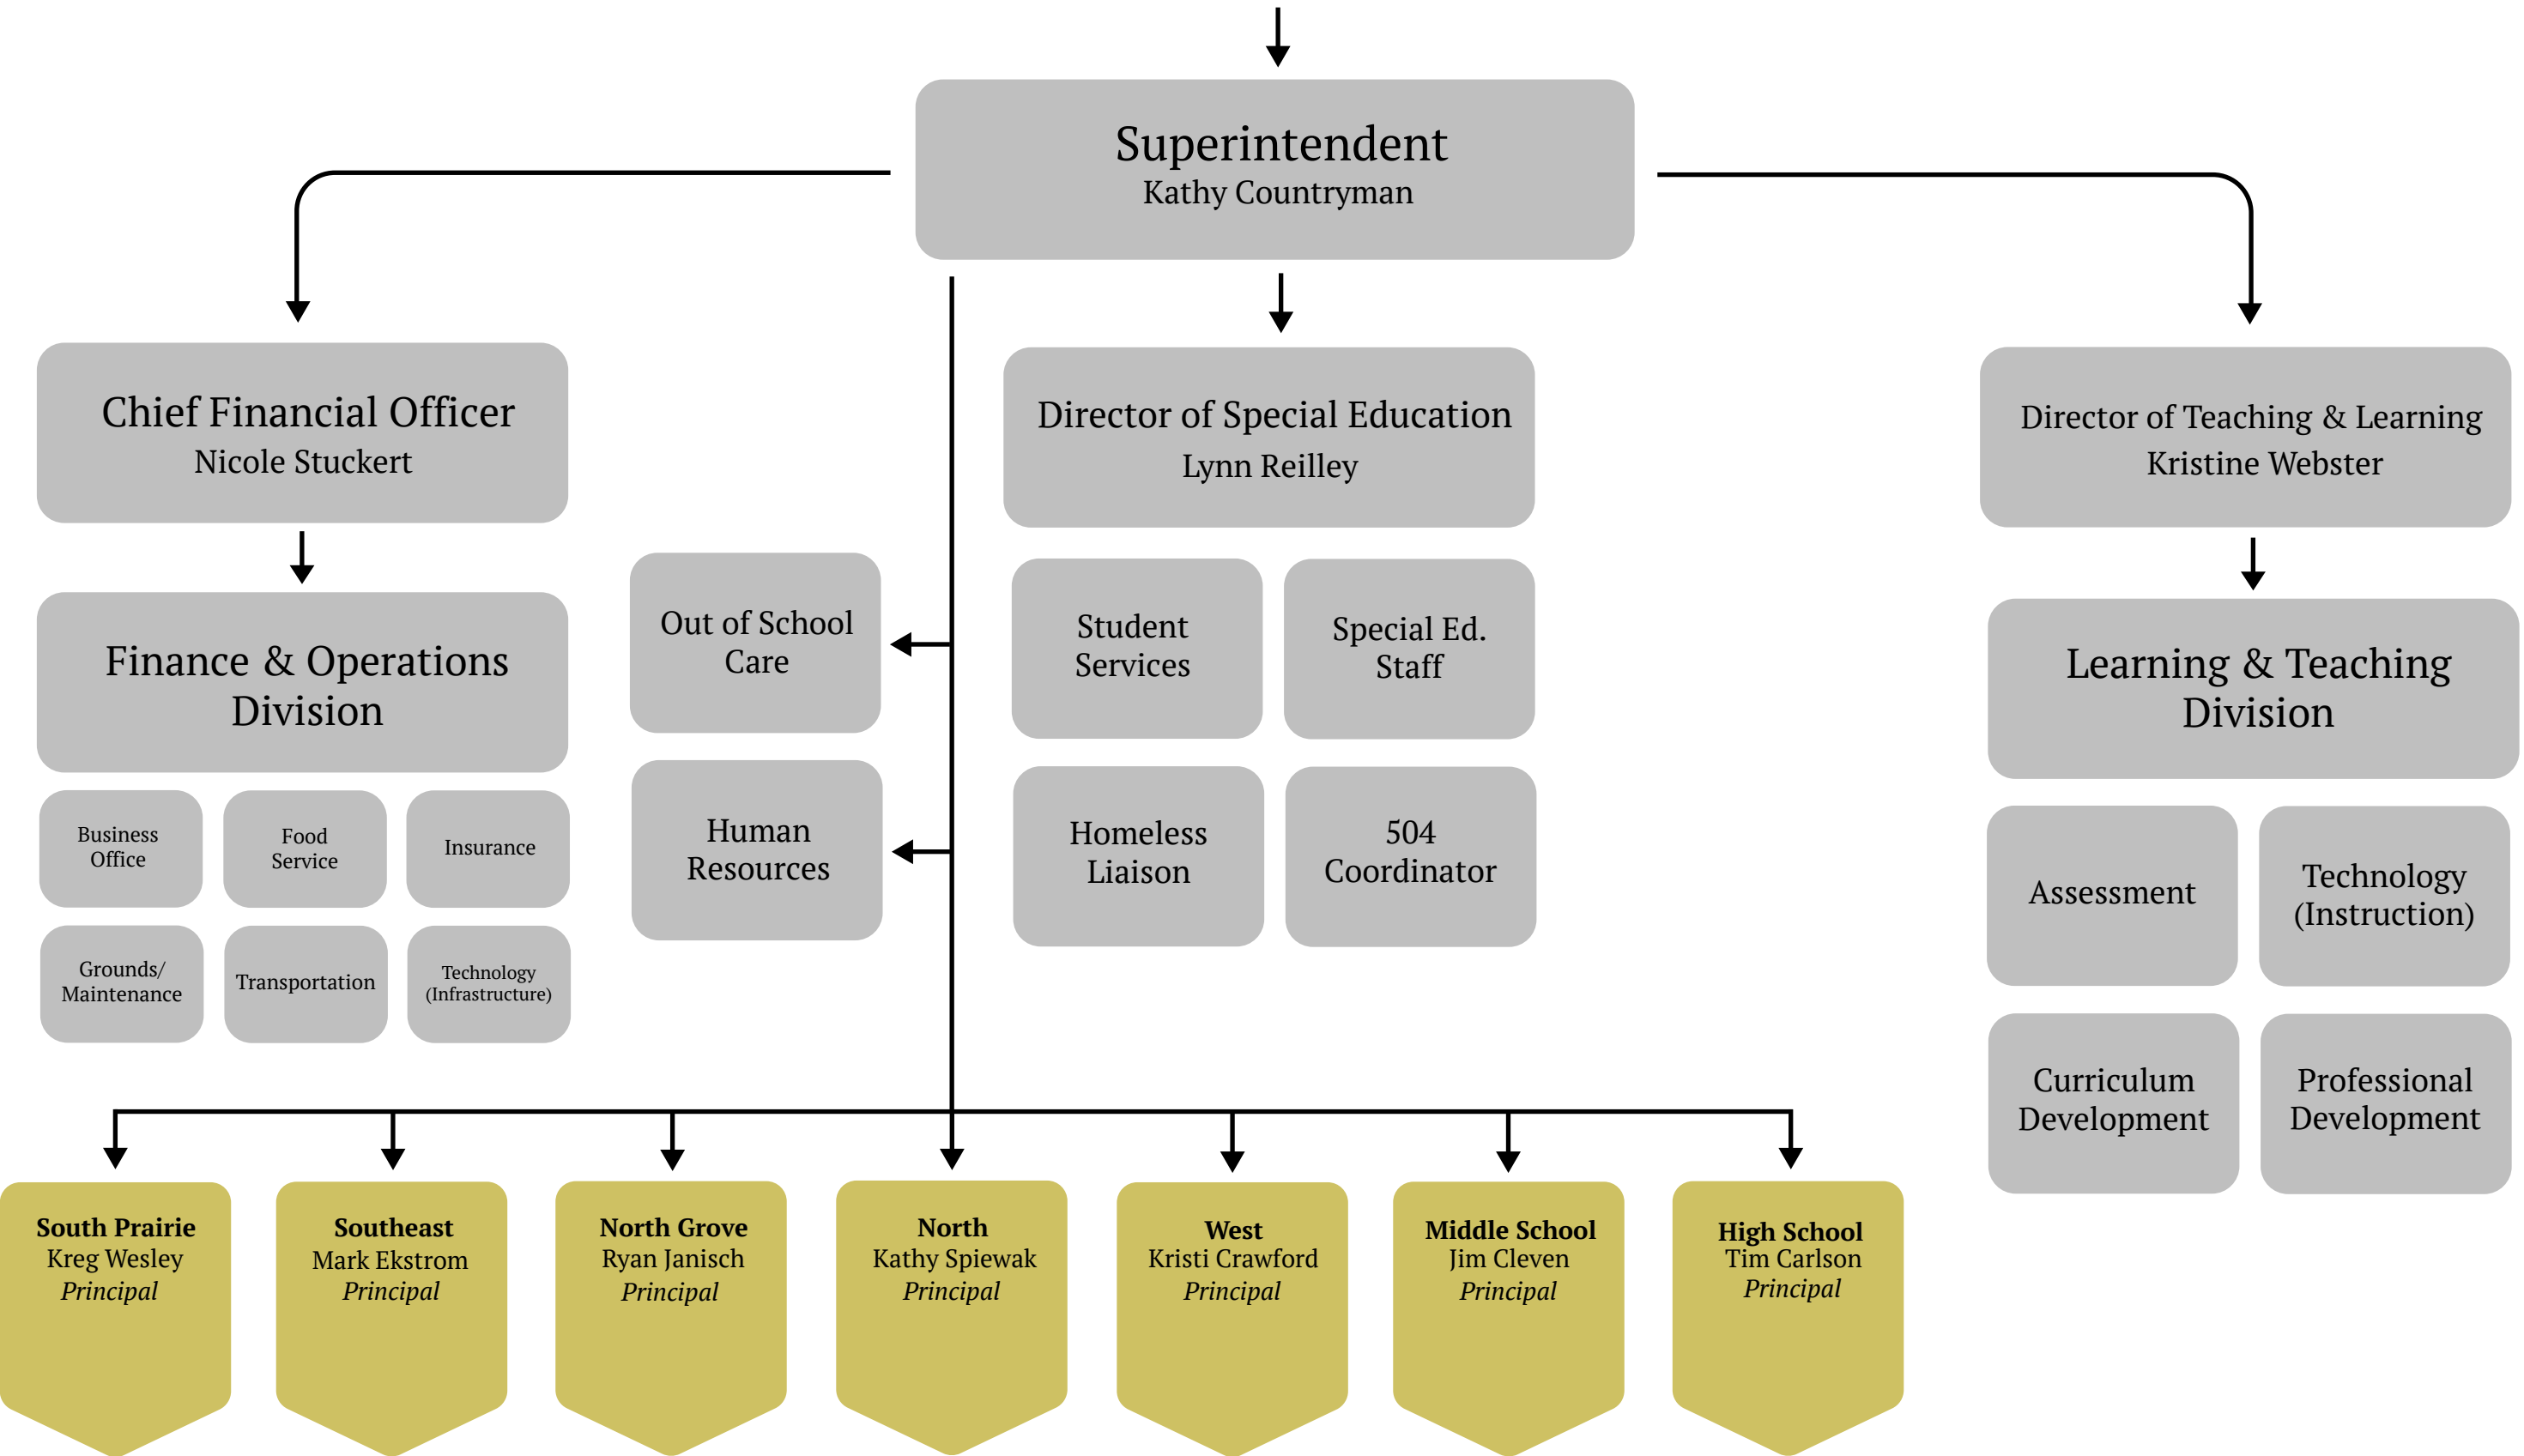 Superintendent
Kathy Countryman
Chief Financial Officer
Nicole Stuckert
Director of Special Education
Lynn Reilley
Director of Teaching & Learning
Kristine Webster
Finance & Operations
Division
Out of School
Care
Student
Services
Special Ed.
Staff
Learning & Teaching
Division
Business
Office
Food
Service
Insurance
Human
Resources
Homeless
Liaison
504
Coordinator
Assessment
Technology
(Instruction)
Grounds/
Maintenance
Transportation
Technology
(Infrastructure)
Curriculum
Development
Professional
Development
South Prairie
Kreg Wesley
Principal
Southeast
Mark Ekstrom
Principal
North Grove
Ryan Janisch
Principal
North
Kathy Spiewak
Principal
West
Kristi Crawford
Principal
Middle School
Jim Cleven
Principal
High School
Tim Carlson
Principal